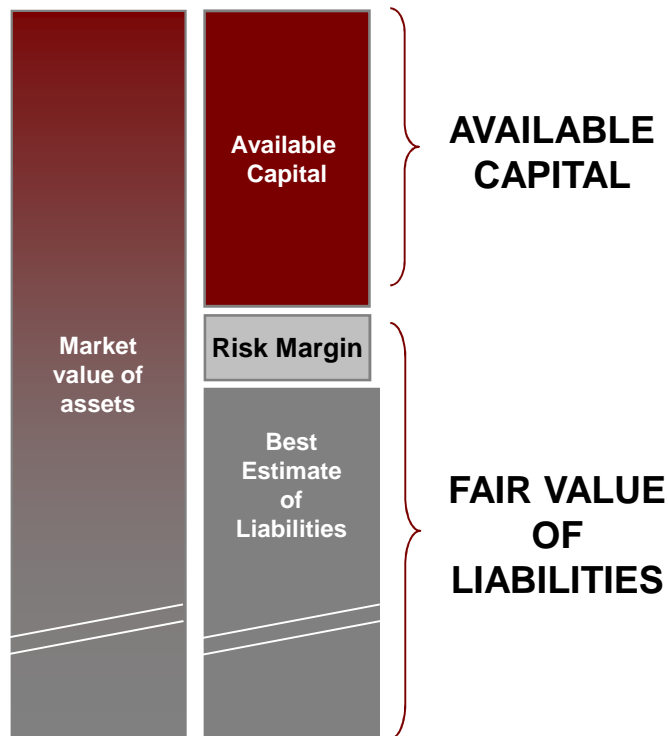 Market
value of
assets
Available
Capital
Risk Margin
Best
Estimate
of
Liabilities
AVAILABLE
CAPITAL
FAIR VALUE
OF
LIABILITIES